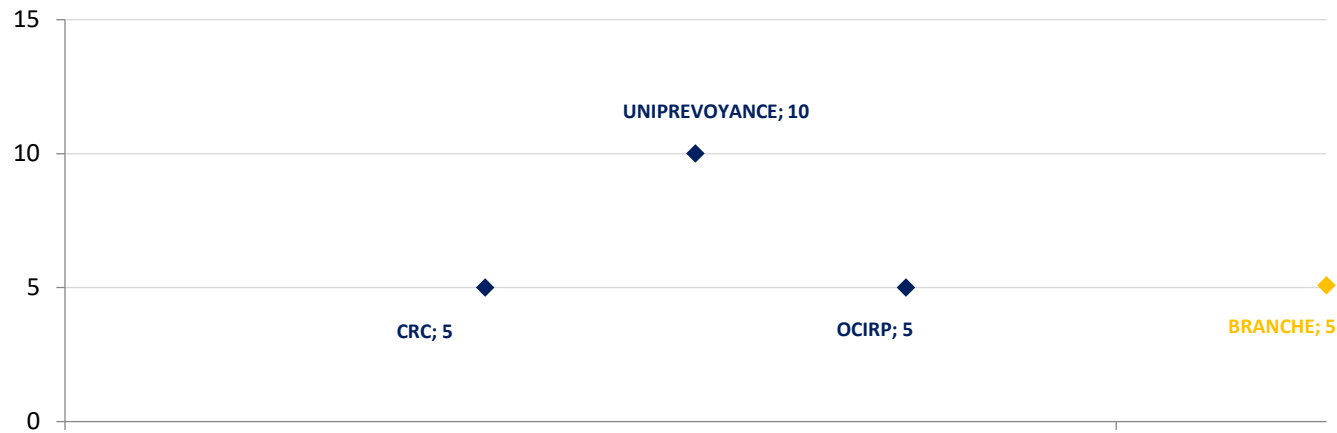 15
UNIPREVOYANCE; 10
10
5
CRC; 5
OCIRP; 5
BRANCHE; 5
0